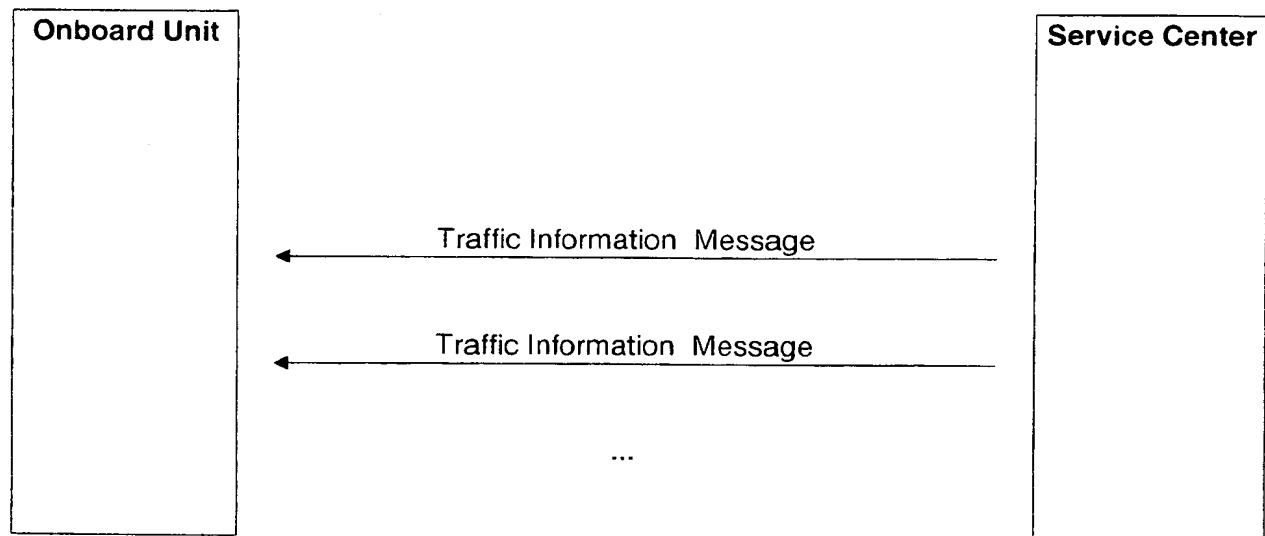 Onboard Unit
Service Center
Traffic Information Message
Traffic Information Message
...